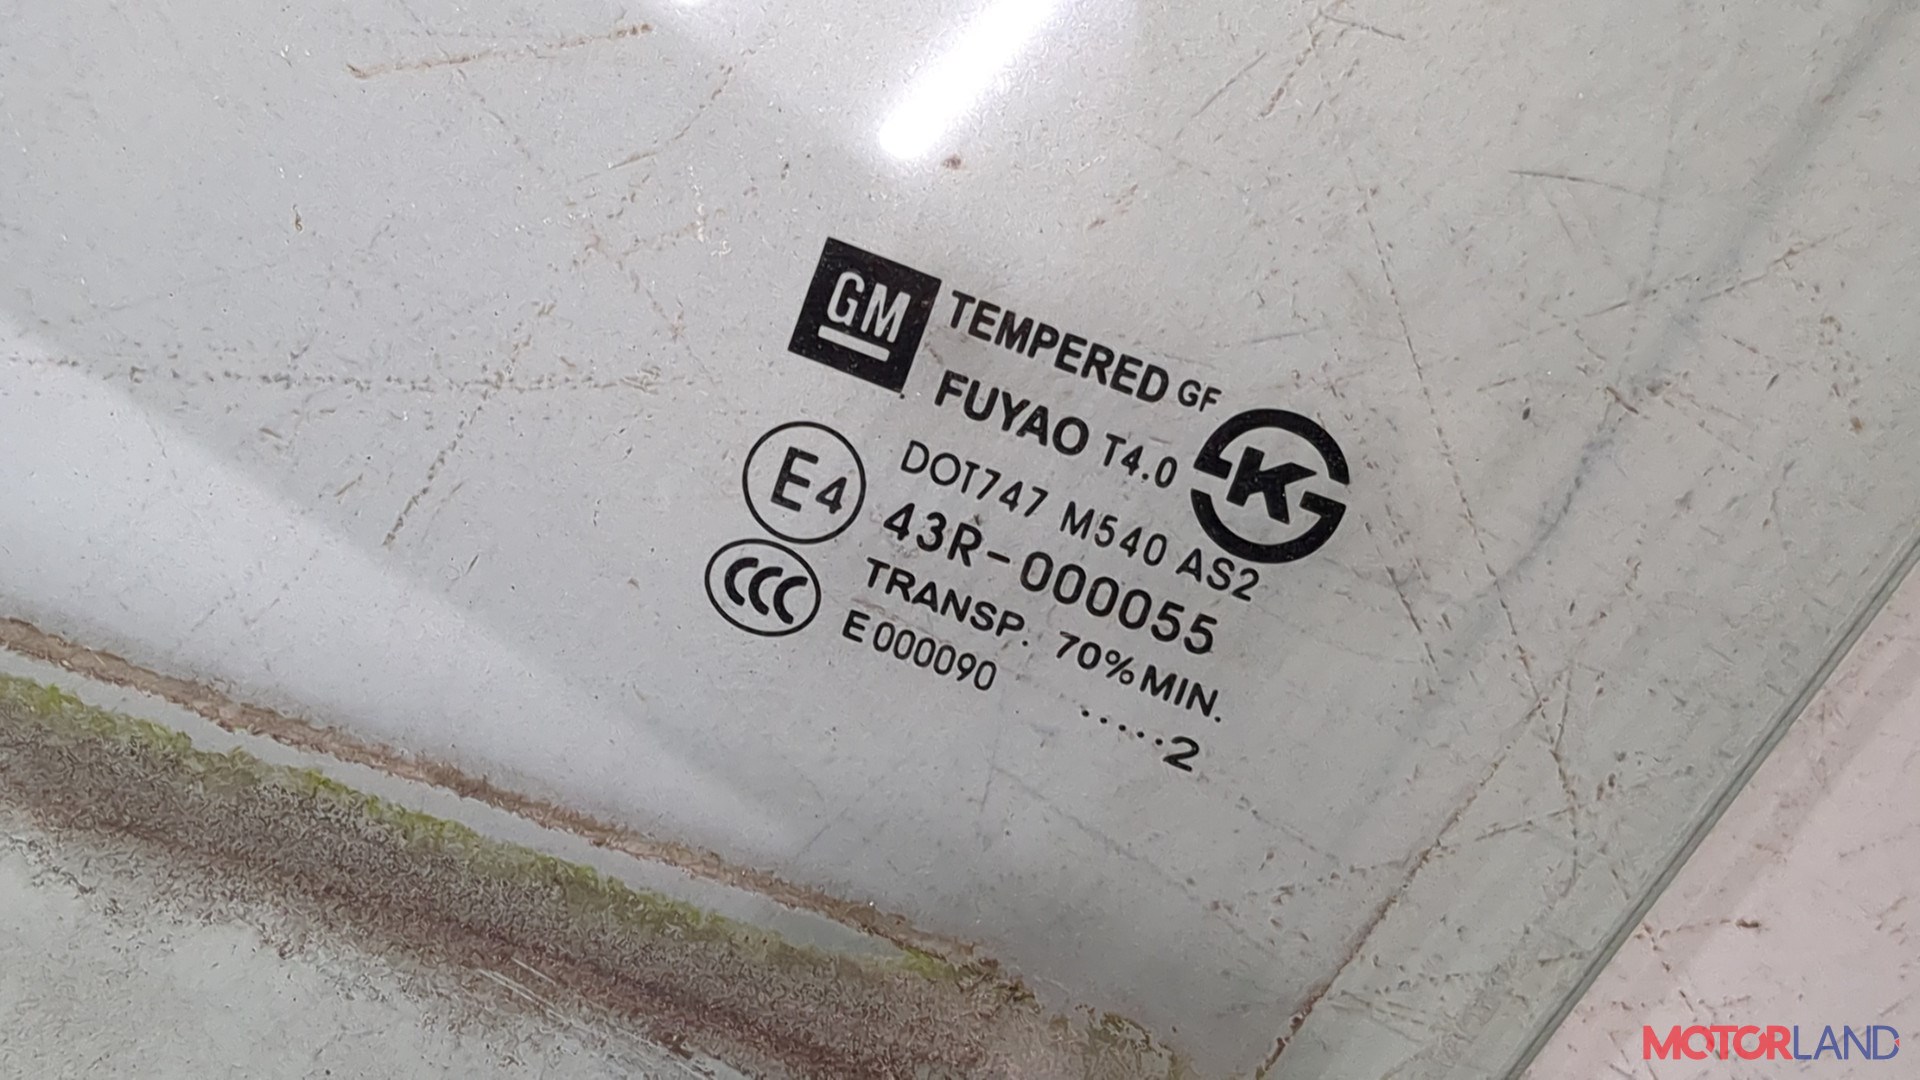 GM
TEMPERED GF
FUYAO T4.0
K
DOT747 M540 AS2
E4
43R-000055
CCC
TRANSP. 70% MIN.
E000090
.....2
MOTORLAND